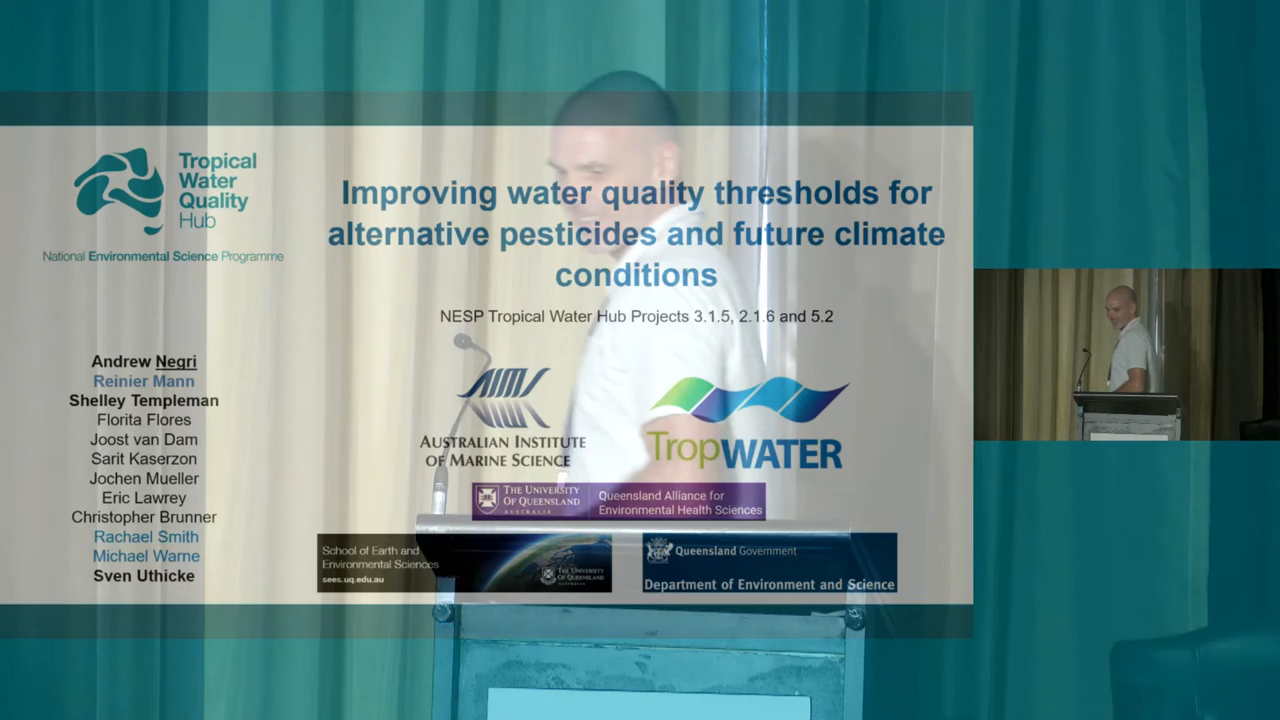 Tropical
Water
Quality
Hub
National Environmental Science Programme
Improving water quality thresholds for
alternative pesticides and future climate
conditions
NESP Tropical Water Hub Projects 3.1.5, 2.1.6 and 5.2
Andrew Negri
Reinier Mann
Shelley Templeman
Florita Flores
Joost van Dam
Sarit Kaserzon
Jochen Mueller
Eric Lawrey
Christopher Brunner
Rachael Smith
Michael Warne
Sven Uthicke
AIMS
AUSTRALIAN INSTITUTE
OF MARINE SCIENCE
TropWATER
THE UNIVERSITY
OF QUEENSLAND
AUSTRALIA
Queensland Alliance for
Environmental Health Sciences
School of Earth and
Environmental Sciences
sees.uq.edu.au
THE UNIVERSITY
OF QUEENSLAND
AUSTRALIA
Queensland Government
Department of Environment and Science